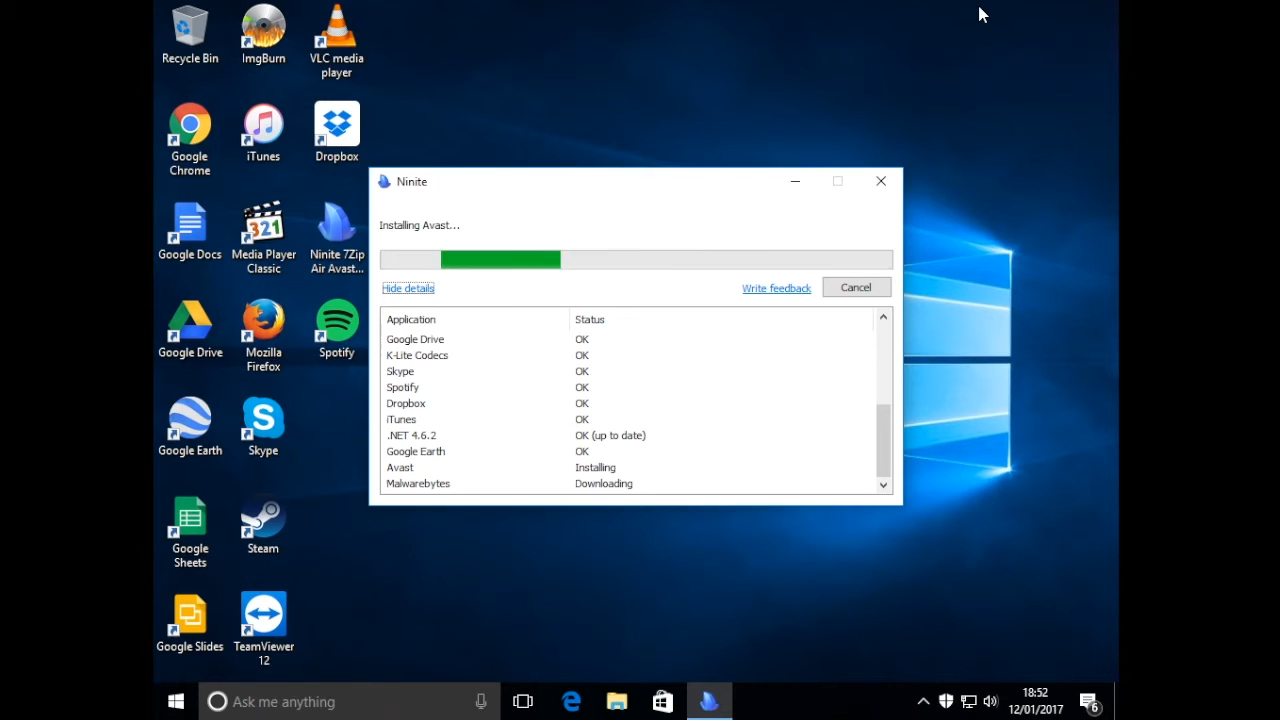 Recycle Bin
ImgBurn
VLC media
player
Google
Chrome
iTunes
Dropbox
Google Docs
Media Player
Classic
321
Ninite 7Zip
Air Avast...
Google Drive
Mozilla
Firefox
Spotify
Google Earth
Skype
Google
Sheets
Steam
Google Slides
TeamViewer
12
Ninite
Installing Avast...
Hide details
Write feedback
Cancel
Application Status
Google Drive OK
K-Lite Codecs OK
Skype OK
Spotify OK
Dropbox OK
iTunes OK
.NET 4.6.2 OK (up to date)
Google Earth OK
Avast Installing
Malwarebytes Downloading
Ask me anything
18:52
12/01/2017
6